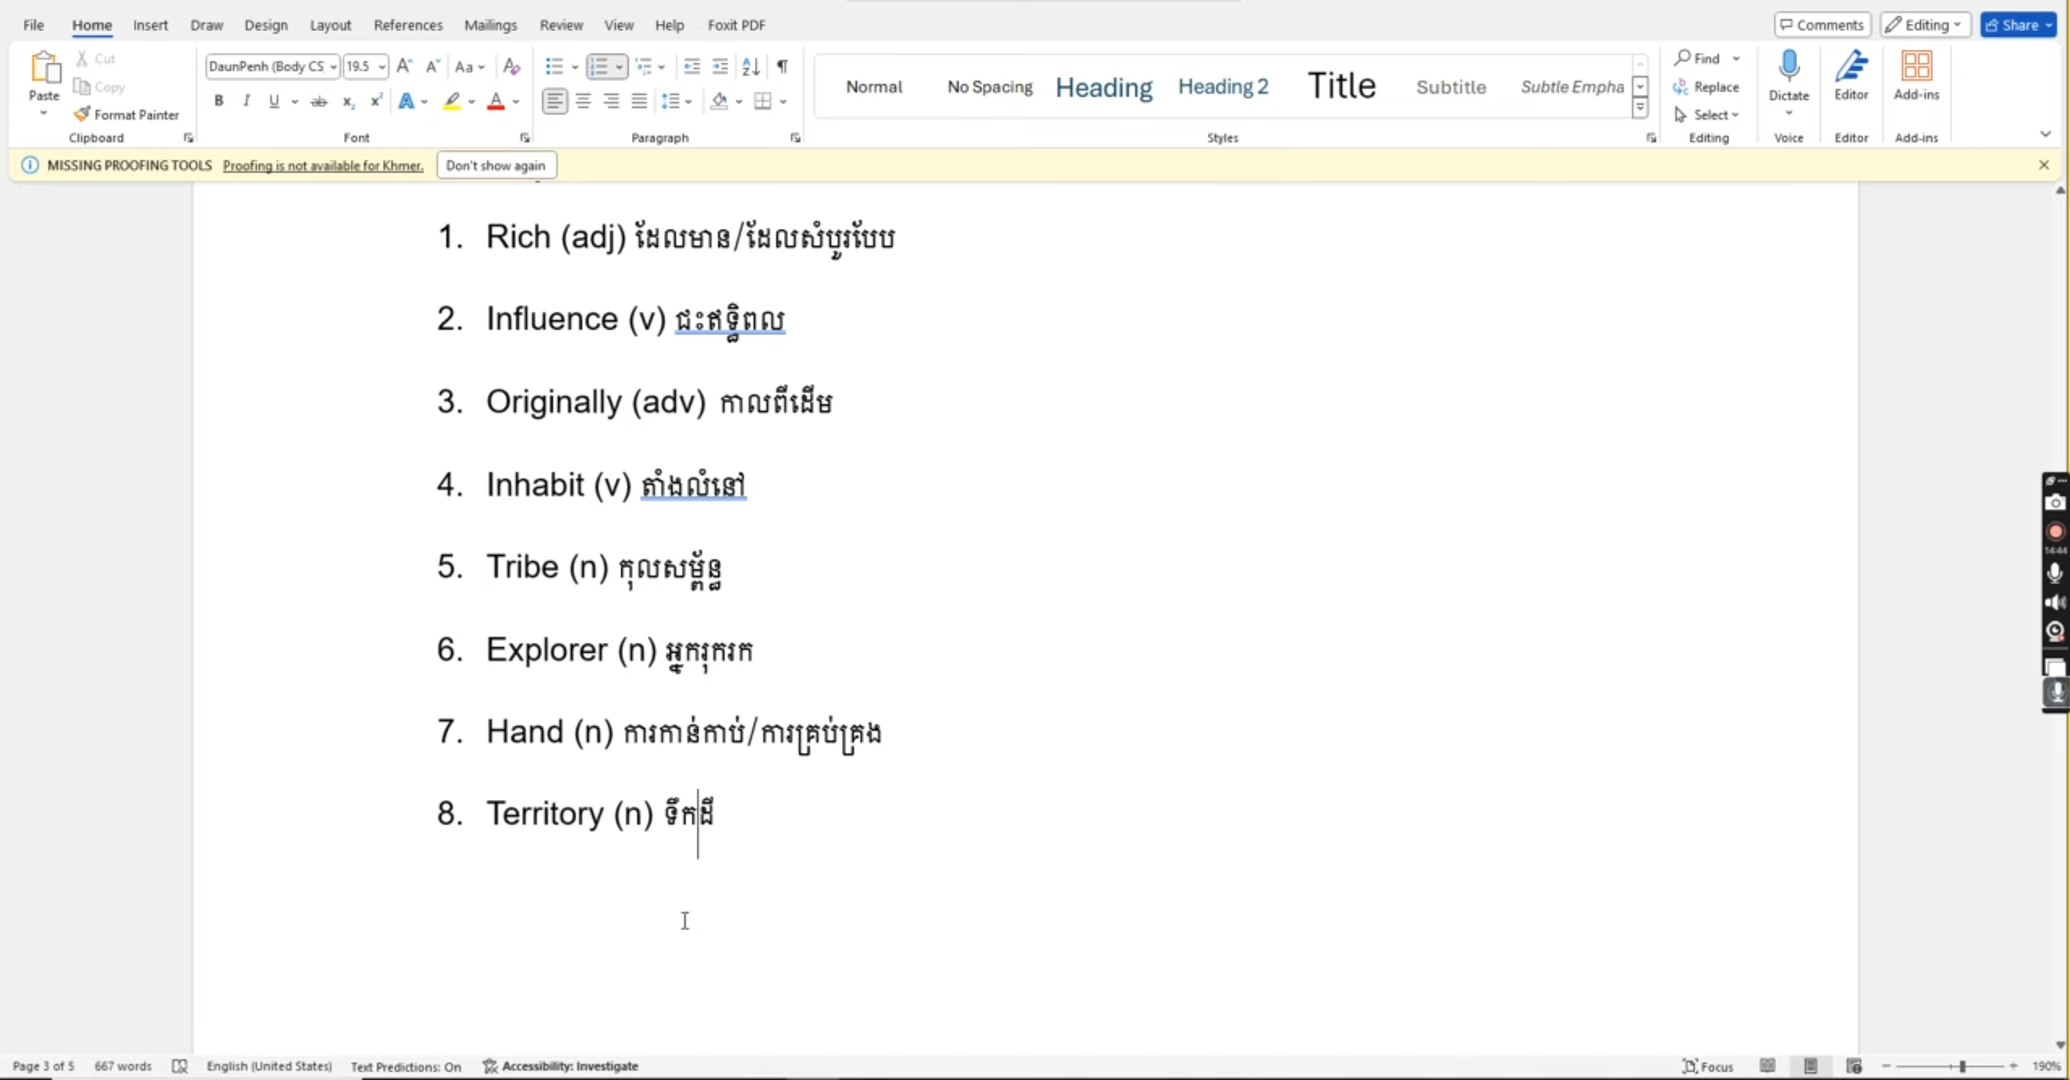 File Home Insert Draw Design Layout References Mailings Review View Help Foxit PDF Comments Editing Share
Paste Cut Copy Format Painter Clipboard
DaunPenh (Body CS 19.5 Font
Paragraph
Normal No Spacing Heading Heading 2 Title Subtitle Subtle Empha Styles
Find Replace Select Editing
Dictate Voice
Editor Editor
Add-ins Add-ins
MISSING PROOFING TOOLS Proofing is not available for Khmer. Don't show again
1. Rich (adj) ដែលមាន/ដែលសំបូរបែប
2. Influence (v) ជះឥទ្ធិពល
3. Originally (adv) កាលពីដើម
4. Inhabit (v) តាំងលំនៅ
5. Tribe (n) កុលសម្ព័ន្ធ
6. Explorer (n) អ្នករុករក
7. Hand (n) ការកាន់កាប់/ការគ្រប់គ្រង
8. Territory (n) ទឹកដី
14:44
Page 3 of 5 667 words English (United States) Text Predictions: On Accessibility: Investigate Focus 190%